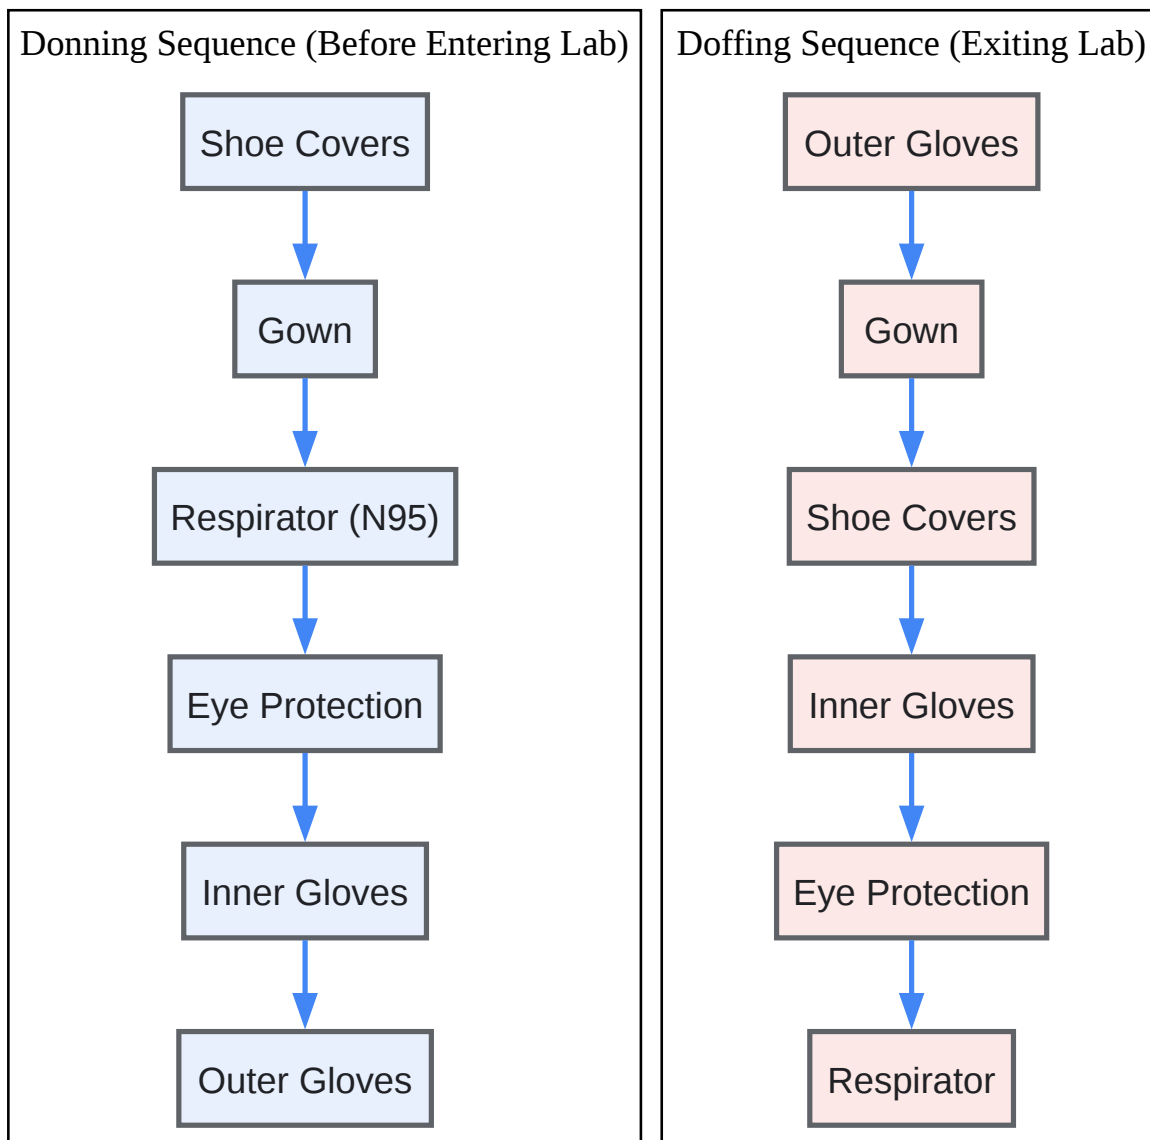 Donning Sequence (Before Entering Lab)
Shoe Covers
Gown
Respirator (N95)
Eye Protection
Inner Gloves
Outer Gloves
Doffing Sequence (Exiting Lab)
Outer Gloves
Gown
Shoe Covers
Inner Gloves
Eye Protection
Respirator